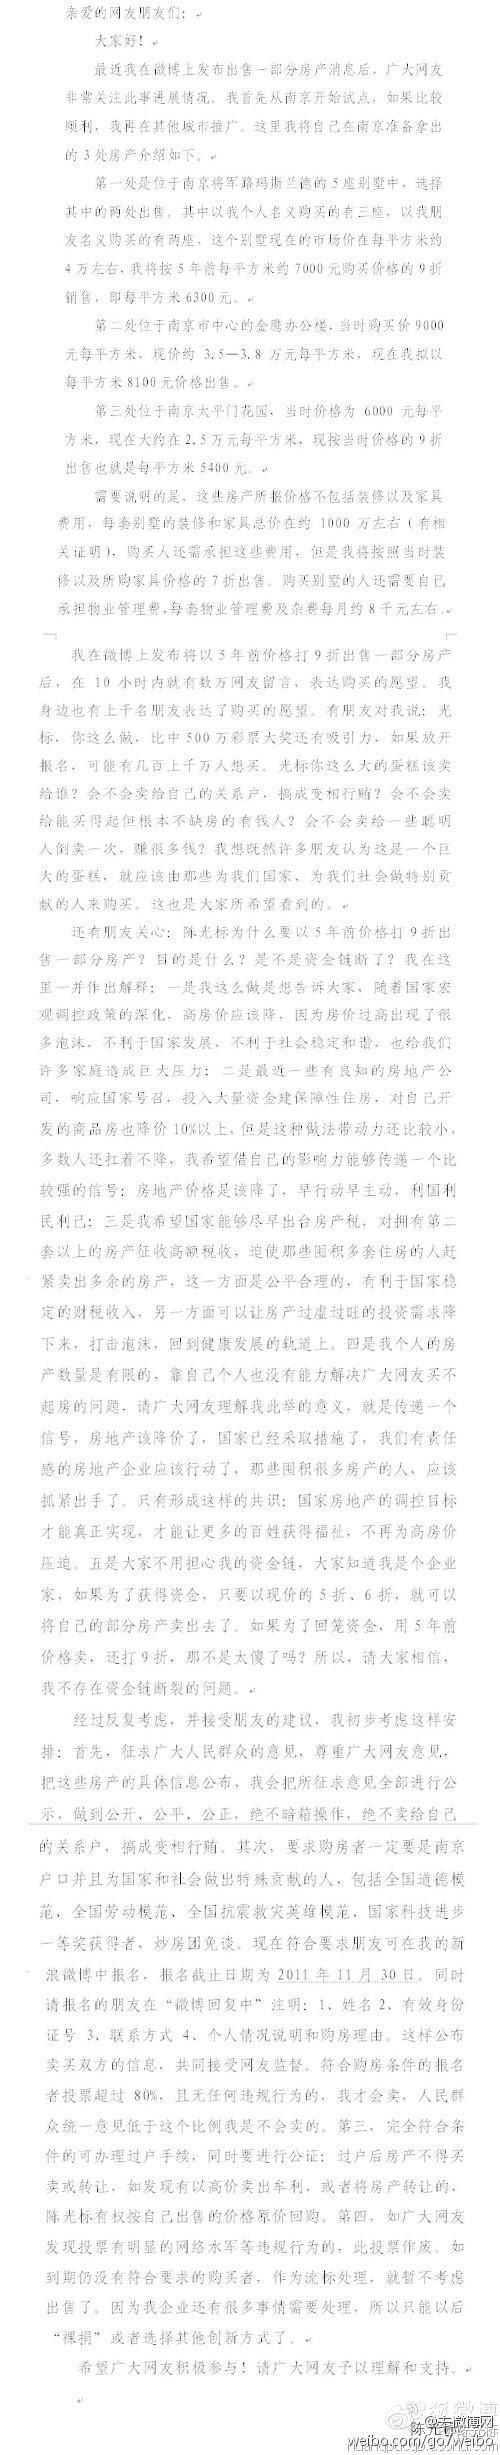 亲爱的网友朋友们：
大家好！
最近我在微博上发布出售一部分房产消息后，广大网友
非常关注此事进展情况。我首先从南京开始试点，如果比较
顺利，我再在其他城市推广。这里我将自己在南京准备拿出
的 3 处房产介绍如下。
第一处是位于南京将军路玛斯兰德的 5 座别墅中，选择
其中的两处出售。其中以我个人名义购买的有三座，以我朋
友名义购买的有两座，这个别墅现在的市场价在每平方米约
4 万左右，我将按 5 年前每平方米约 7000 元购买价格的 9 折
销售，即每平方米 6300 元。
第二处位于南京市中心的金鹰办公楼，当时购买价 9000
元每平方米，现价约 3.5—3.8 万元每平方米，现在我拟以
每平方米 8100 元价格出售。
第三处位于南京太平门花园，当时价格为 6000 元每平
方米，现在大约在 2.5 万元每平方米，现按当时价格的 9 折
出售也就是每平方米 5400 元。
需要说明的是，这些房产所报价格不包括装修以及家具
费用，每套别墅的装修和家具总价在约 1000 万左右（有相
关证明），购买人还需承担这些费用，但是我将按照当时装
修以及所购家具价格的 7 折出售。购买别墅的人还需要自己
承担物业管理费，每套物业管理费及杂费每月约 8 千元左右。
我在微博上发布将以 5 年前价格打 9 折出售一部分房产
后，在 10 小时内就有数万网友留言，表达购买的愿望。我
身边也有上千名朋友表达了购买的愿望。有朋友对我说：光
标，你这么做，比中 500 万彩票大奖还有吸引力，如果放开
报名，可能有几百上千万人想买。光标你这么大的蛋糕该卖
给谁？会不会卖给自己的关系户，搞成变相行贿？会不会卖
给能买得起但根本不缺房的有钱人？会不会卖给一些聪明
人倒卖一次，赚很多钱？我想既然许多朋友认为这是一个巨
大的蛋糕，就应该由那些为我们国家、为我们社会做特别贡
献的人来购买。这也是大家所希望看到的。
还有朋友关心：陈光标为什么要以 5 年前价格打 9 折出
售一部分房产？目的是什么？是不是资金链断了？我在这
里一并作出解释：一是我这么做是想告诉大家，随着国家宏
观调控政策的深化，高房价应该降，因为房价过高出现了很
多泡沫，不利于国家发展，不利于社会稳定和谐，也给我们
许多家庭造成巨大压力；二是最近一些有良知的房地产公
司，响应国家号召，投入大量资金建保障性住房，对自己开
发的商品房也降价 10%以上，但是这种做法带动力还比较小，
多数人还扛着不降，我希望借自己的影响力能够传递一个比
较强的信号：房地产价格是该降了，早行动早主动，利国利
民利己；三是我希望国家能够尽早出台房产税，对拥有第二
套以上的房产征收高额税收，迫使那些囤积多套住房的人赶
紧卖出多余的房产，这一方面是公平合理的，有利于国家稳
定的财税收入，另一方面可以让房产过虚过旺的投资需求降
下来，打击泡沫，回到健康发展的轨道上。四是我个人的房
产数量是有限的，靠自己个人也没有能力解决广大网友买不
起房的问题，请广大网友理解我此举的意义，就是传递一个
信号，房地产该降价了，国家已经采取措施了，我们有责任
感的房地产企业应该行动了，那些囤积很多房产的人，应该
抓紧出手了。只有形成这样的共识：国家房地产的调控目标
才能真正实现，才能让更多的百姓获得福祉，不再为高房价
压迫。五是大家不用担心我的资金链，大家知道我是个企业
家，如果为了获得资金，只要以现价的 5 折、6 折，就可以
将自己的部分房产卖出去了。如果为了回笼资金，用 5 年前
价格卖，还打 9 折，那不是太傻了吗？所以，请大家相信，
我不存在资金链断裂的问题。
经过反复考虑，并接受朋友的建议，我初步考虑这样安
排：首先，征求广大人民群众的意见，尊重广大网友意见，
把这些房产的具体信息公布，我会把所征求意见全部进行公
示，做到公开、公平、公正，绝不暗箱操作，绝不卖给自己
的关系户，搞成变相行贿。其次，要求购房者一定要是南京
户口并且为国家和社会做出特殊贡献的人，包括全国道德模
范、全国劳动模范、全国抗震救灾英雄模范、国家科技进步
一等奖获得者，炒房团免谈。现在符合要求朋友可在我的新
浪微博中报名，报名截止日期为 2011 年 11 月 30 日。同时
请报名的朋友在“微博回复中”注明：1、姓名 2、有效身份
证号 3、联系方式 4、个人情况说明和购房理由。这样公布
卖买双方的信息，共同接受网友监督。符合购房条件的报名
者投票超过 80%，且无任何违规行为的，我才会卖，人民群
众统一意见低于这个比例我是不会卖的。第三，完全符合条
件的可办理过户手续，同时要进行公证：过户后房产不得买
卖或转让，如发现有以高价卖出牟利，或者将房产转让的，
陈光标有权按自己出售的价格原价回购。第四，如广大网友
发现投票有明显的网络水军等违规行为的，此投票作废。如
到期仍没有符合要求的购买者，作为流标处理，就暂不考虑
出售了。因为我企业还有很多事情需要处理，所以只能以后
“裸捐”或者选择其他创新方式了。
希望广大网友积极参与！请广大网友予以理解和支持。
@去微博网
weibo.com/go7weibo